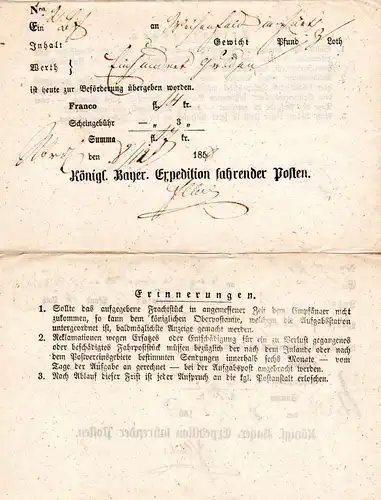 Nro.
Ein an
Inhalt Gewicht Pfund Loth
Werth }
ist heute zur Beförderung übergeben worden.
Franco fl. 14 kr.
Scheingebühr — „ 3 „
Summa fl. kr.
den 185
Königl. Bayer. Expedition fahrender Posten.
Erinnerungen.
1. Sollte das aufgegebene Frachtstück in angemessener Zeit dem Empfänger nicht
zukommen, so kann dem königlichen Oberpostamte, welchem die Aufgabsstation
untergeordnet ist, baldmöglichste Anzeige gemacht werden.
2. Reklamationen wegen Ersatzes oder Entschädigung für ein zu Verlust gegangenes
oder beschädigtes Fahrpoststück müssen bezüglich der nach dem Inlande oder nach
dem Postvereinsgebiete bestimmten Sendungen innerhalb sechs Monate — vom
Tage der Aufgabe an gerechnet — bei der Aufgabspost angebracht werden.
3. Nach Ablauf dieser Frist ist jeder Anspruch an die kgl. Postanstalt erloschen.